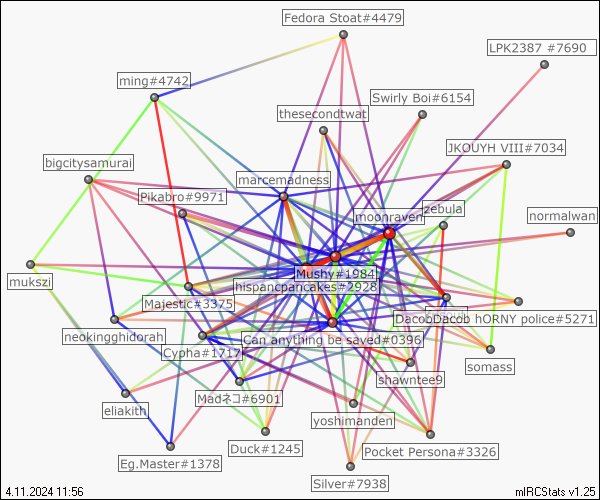 Fedora Stoat#4479
LPK2387 #7690
ming#4742
Swirly Boi#6154
thesecondtwat
JKOUYH VIII#7034
bigcitysamurai
marcemadness
Pikabro#9971
zebula
moonraven
normalwan
Mushy#1984
mukszi
hispancpancakes#2928
Majestic#3375
DacobDacob hORNY police#5271
neokingghidorah
Can anything be saved#0396
Cypha#1717
somass
shawntee9
Madネコ#6901
eliakith
yoshimanden
Duck#1245
Pocket Persona#3326
Eg.Master#1378
Silver#7938
4.11.2024 11:56
mIRCStats v1.25